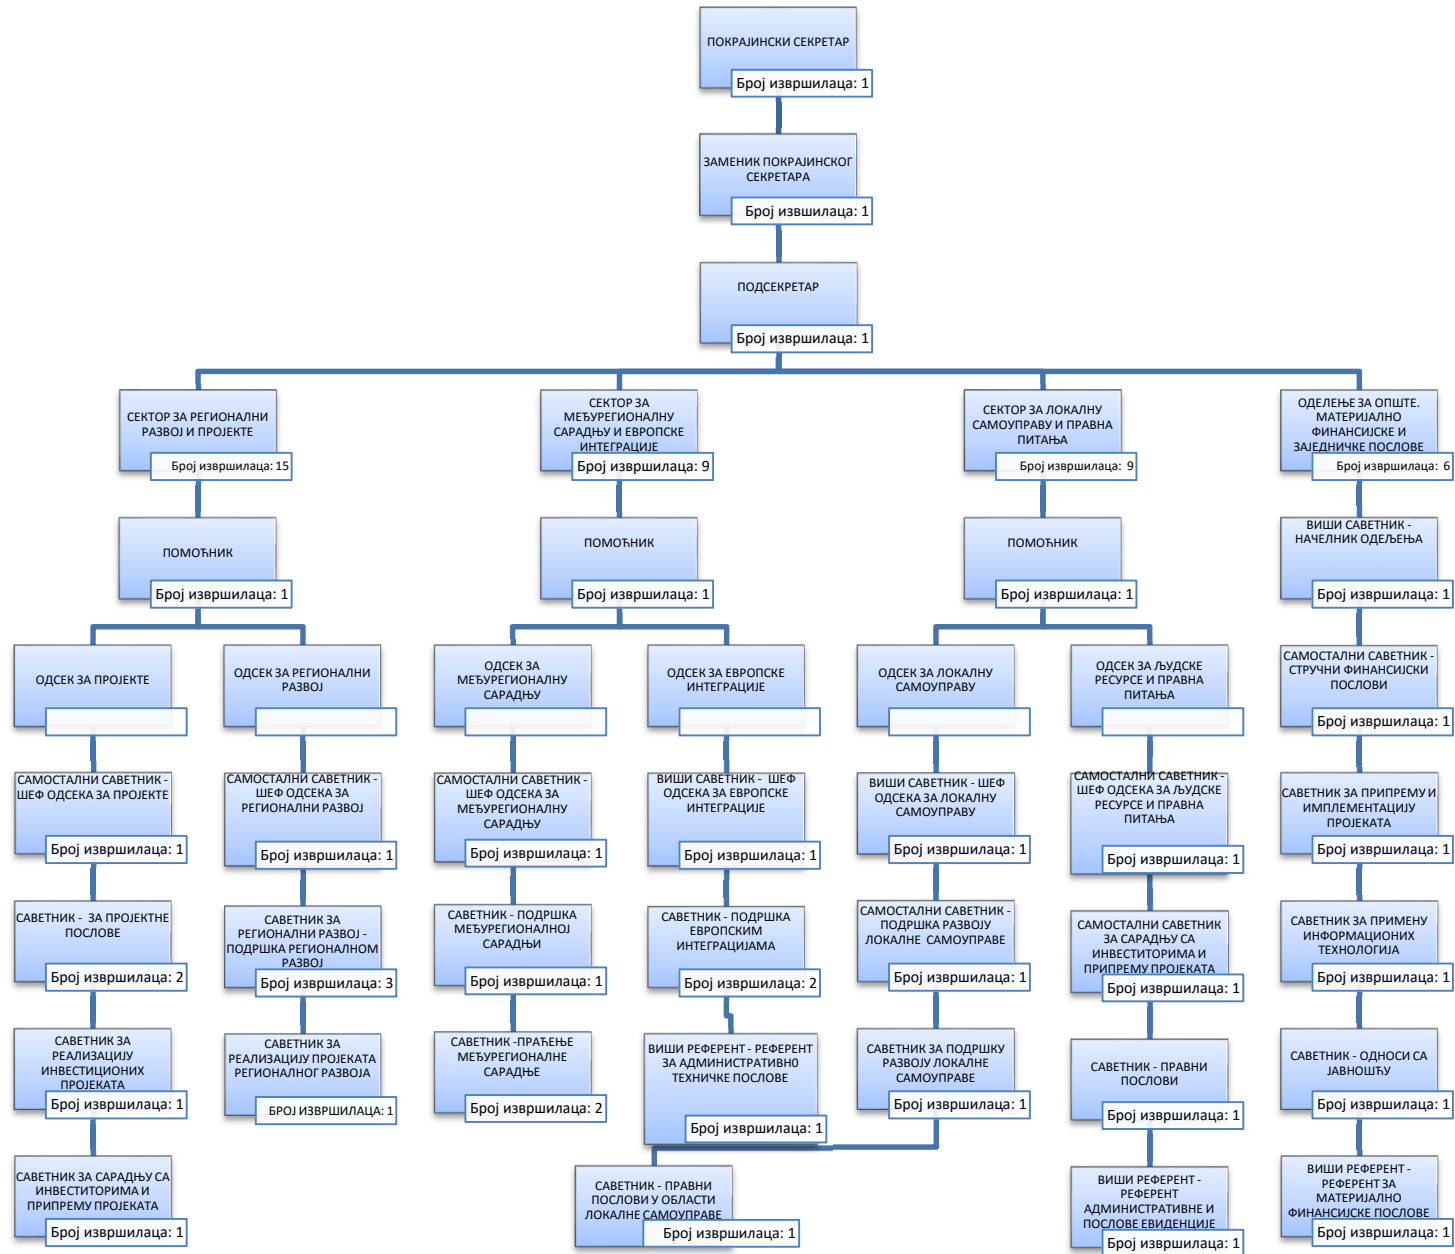 ПОКРАЈИНСКИ СЕКРЕТАР
Број извршилаца: 1
ЗАМЕНИК ПОКРАЈИНСКОГ
СЕКРЕТАРА
Број извшилаца: 1
ПОДСЕКРЕТАР
Број извршилаца: 1
СЕКТОР ЗА РЕГИОНАЛНИ
РАЗВОЈ И ПРОЈЕКТЕ
Број извршилаца: 15
СЕКТОР ЗА
МЕЂУРЕГИОНАЛНУ
САРАДЊУ И ЕВРОПСКЕ
ИНТЕГРАЦИЈЕ
Број извршилаца: 9
СЕКТОР ЗА ЛОКАЛНУ
САМОУПРАВУ И ПРАВНА
ПИТАЊА
Број извршилаца: 9
ОДЕЛЕЊЕ ЗА ОПШТЕ.
МАТЕРИЈАЛНО
ФИНАНСИЈСКЕ И
ЗАЈЕДНИЧКЕ ПОСЛОВЕ
Број извршилаца: 6
ПОМОЋНИК
Број извршилаца: 1
ПОМОЋНИК
Број извршилаца: 1
ПОМОЋНИК
Број извршилаца: 1
ВИШИ САВЕТНИК -
НАЧЕЛНИК ОДЕЉЕЊА
Број извршилаца: 1
ОДСЕК ЗА ПРОЈЕКТЕ
ОДСЕК ЗА РЕГИОНАЛНИ
РАЗВОЈ
ОДСЕК ЗА
МЕЂУРЕГИОНАЛНУ
САРАДЊУ
ОДСЕК ЗА ЕВРОПСКЕ
ИНТЕГРАЦИЈЕ
ОДСЕК ЗА ЛОКАЛНУ
САМОУПРАВУ
ОДСЕК ЗА ЉУДСКЕ
РЕСУРСЕ И ПРАВНА
ПИТАЊА
САМОСТАЛНИ САВЕТНИК -
СТРУЧНИ ФИНАНСИЈСКИ
ПОСЛОВИ
Број извршилаца: 1
САМОСТАЛНИ САВЕТНИК -
ШЕФ ОДСЕКА ЗА ПРОЈЕКТЕ
Број извршилаца: 1
САМОСТАЛНИ САВЕТНИК -
ШЕФ ОДСЕКА ЗА
РЕГИОНАЛНИ РАЗВОЈ
Број извршилаца: 1
САМОСТАЛНИ САВЕТНИК -
ШЕФ ОДСЕКА ЗА
МЕЂУРЕГИОНАЛНУ
САРАДЊУ
Број извршилаца: 1
ВИШИ САВЕТНИК - ШЕФ
ОДСЕКА ЗА ЕВРОПСКЕ
ИНТЕГРАЦИЈЕ
Број извршилаца: 1
ВИШИ САВЕТНИК - ШЕФ
ОДСЕКА ЗА ЛОКАЛНУ
САМОУПРАВУ
Број извршилаца: 1
САМОСТАЛНИ САВЕТНИК -
ШЕФ ОДСЕКА ЗА ЉУДСКЕ
РЕСУРСЕ И ПРАВНА
ПИТАЊА
Број извршилаца: 1
САВЕТНИК ЗА ПРИПРЕМУ И
ИМПЛЕМЕНТАЦИЈУ
ПРОЈЕКАТА
Број извршилаца: 1
САВЕТНИК - ЗА ПРОЈЕКТНЕ
ПОСЛОВЕ
Број извршилаца: 2
САВЕТНИК ЗА
РЕГИОНАЛНИ РАЗВОЈ -
ПОДРШКА РЕГИОНАЛНОМ
РАЗВОЈ
Број извршилаца: 3
САВЕТНИК - ПОДРШКА
МЕЂУРЕГИОНАЛНОЈ
САРАДЊИ
Број извршилаца: 1
САВЕТНИК - ПОДРШКА
ЕВРОПСКИМ
ИНТЕГРАЦИЈАМА
Број извршилаца: 2
САМОСТАЛНИ САВЕТНИК -
ПОДРШКА РАЗВОЈУ
ЛОКАЛНЕ САМОУПРАВЕ
Број извршилаца: 1
САМОСТАЛНИ САВЕТНИК
ЗА САРАДЊУ СА
ИНВЕСТИТОРИМА И
ПРИПРЕМУ ПРОЈЕКАТА
Број извршилаца: 1
САВЕТНИК ЗА ПРИМЕНУ
ИНФОРМАЦИОНИХ
ТЕХНОЛОГИЈА
Број извршилаца: 1
САВЕТНИК ЗА
РЕАЛИЗАЦИЈУ
ИНВЕСТИЦИОНИХ
ПРОЈЕКАТА
Број извршилаца: 1
САВЕТНИК ЗА
РЕАЛИЗАЦИЈУ ПРОЈЕКАТА
РЕГИОНАЛНОГ РАЗВОЈА
БРОЈ ИЗВРШИЛАЦА: 1
САВЕТНИК -ПРАЋЕЊЕ
МЕЂУРЕГИОНАЛНЕ
САРАДЊЕ
Број извршилаца: 2
ВИШИ РЕФЕРЕНТ - РЕФЕРЕНТ
ЗА АДМИНИСТРАТИВН0
ТЕХНИЧКЕ ПОСЛОВЕ
Број извршилаца: 1
САВЕТНИК ЗА ПОДРШКУ
РАЗВОЈУ ЛОКАЛНЕ
САМОУПРАВЕ
Број извршилаца: 1
САВЕТНИК - ПРАВНИ
ПОСЛОВИ
Број извршилаца: 1
САВЕТНИК - ОДНОСИ СА
ЈАВНОШЋУ
Број извршилаца: 1
САВЕТНИК ЗА САРАДЊУ СА
ИНВЕСТИТОРИМА И
ПРИПРЕМУ ПРОЈЕКАТА
Број извршилаца: 1
САВЕТНИК - ПРАВНИ
ПОСЛОВИ У ОБЛАСТИ
ЛОКАЛНЕ САМОУПРАВЕ
Број извршилаца: 1
ВИШИ РЕФЕРЕНТ -
РЕФЕРЕНТ
АДМИНИСТРАТИВНЕ И
ПОСЛОВЕ ЕВИДЕНЦИЈЕ
Број извршилаца: 1
ВИШИ РЕФЕРЕНТ -
РЕФЕРЕНТ ЗА
МАТЕРИЈАЛНО
ФИНАНСИЈСКЕ ПОСЛОВЕ
Број извршилаца: 1